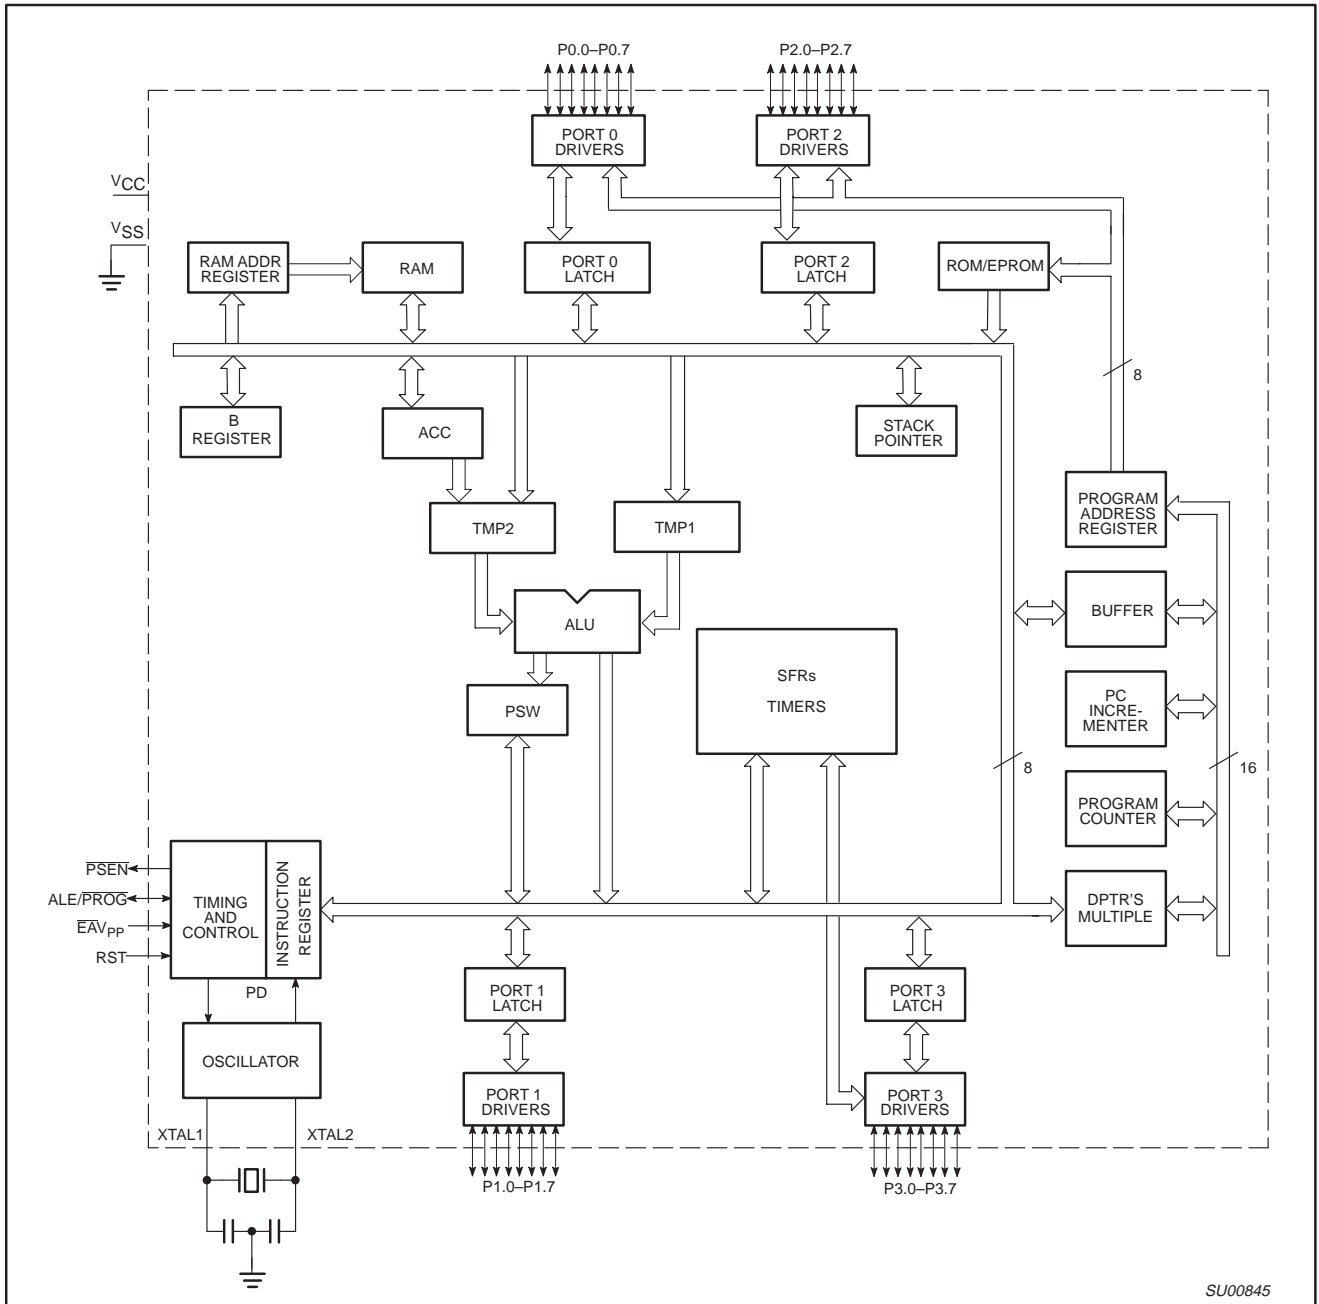 P0.0–P0.7
P2.0–P2.7
PORT 0
DRIVERS
PORT 2
DRIVERS
VCC
VSS
RAM ADDR
REGISTER
RAM
PORT 0
LATCH
PORT 2
LATCH
ROM/EPROM
8
B
REGISTER
ACC
STACK
POINTER
TMP2
TMP1
PROGRAM
ADDRESS
REGISTER
ALU
BUFFER
SFRs
TIMERS
PSW
PC
INCRE-
MENTER
8
16
PROGRAM
COUNTER
PSEN
ALE/PROG
EAVPP
RST
TIMING
AND
CONTROL
INSTRUCTION
REGISTER
DPTR'S
MULTIPLE
PD
PORT 1
LATCH
PORT 3
LATCH
OSCILLATOR
PORT 1
DRIVERS
PORT 3
DRIVERS
XTAL1
XTAL2
P1.0–P1.7
P3.0–P3.7
SU00845